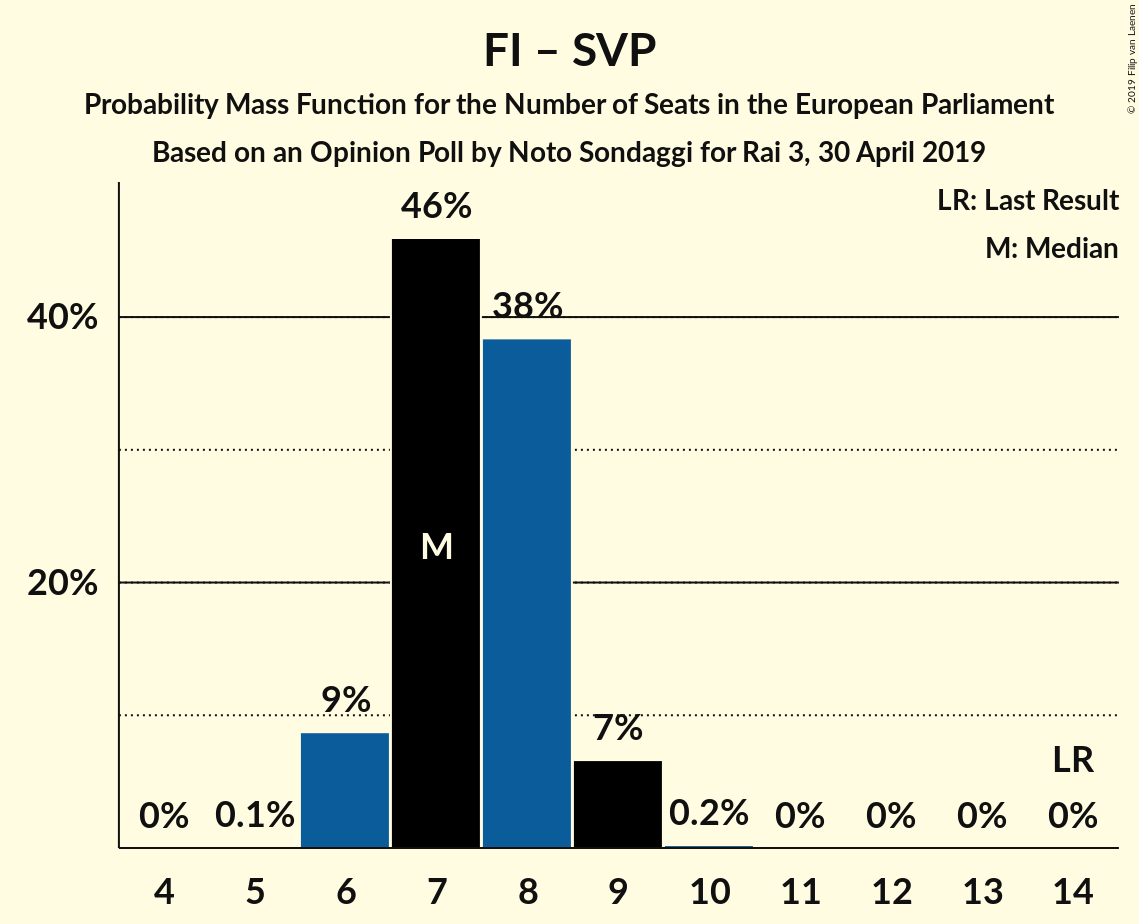 FI – SVP
Probability Mass Function for the Number of Seats in the European Parliament
Based on an Opinion Poll by Noto Sondaggi for Rai 3, 30 April 2019
© 2019 Filip van Laenen
LR: Last Result
M: Median
46%
38%
40%
M
20%
9%
7%
LR
0% 0.1% 0.2% 0% 0% 0% 0%
4 5 6 7 8 9 10 11 12 13 14